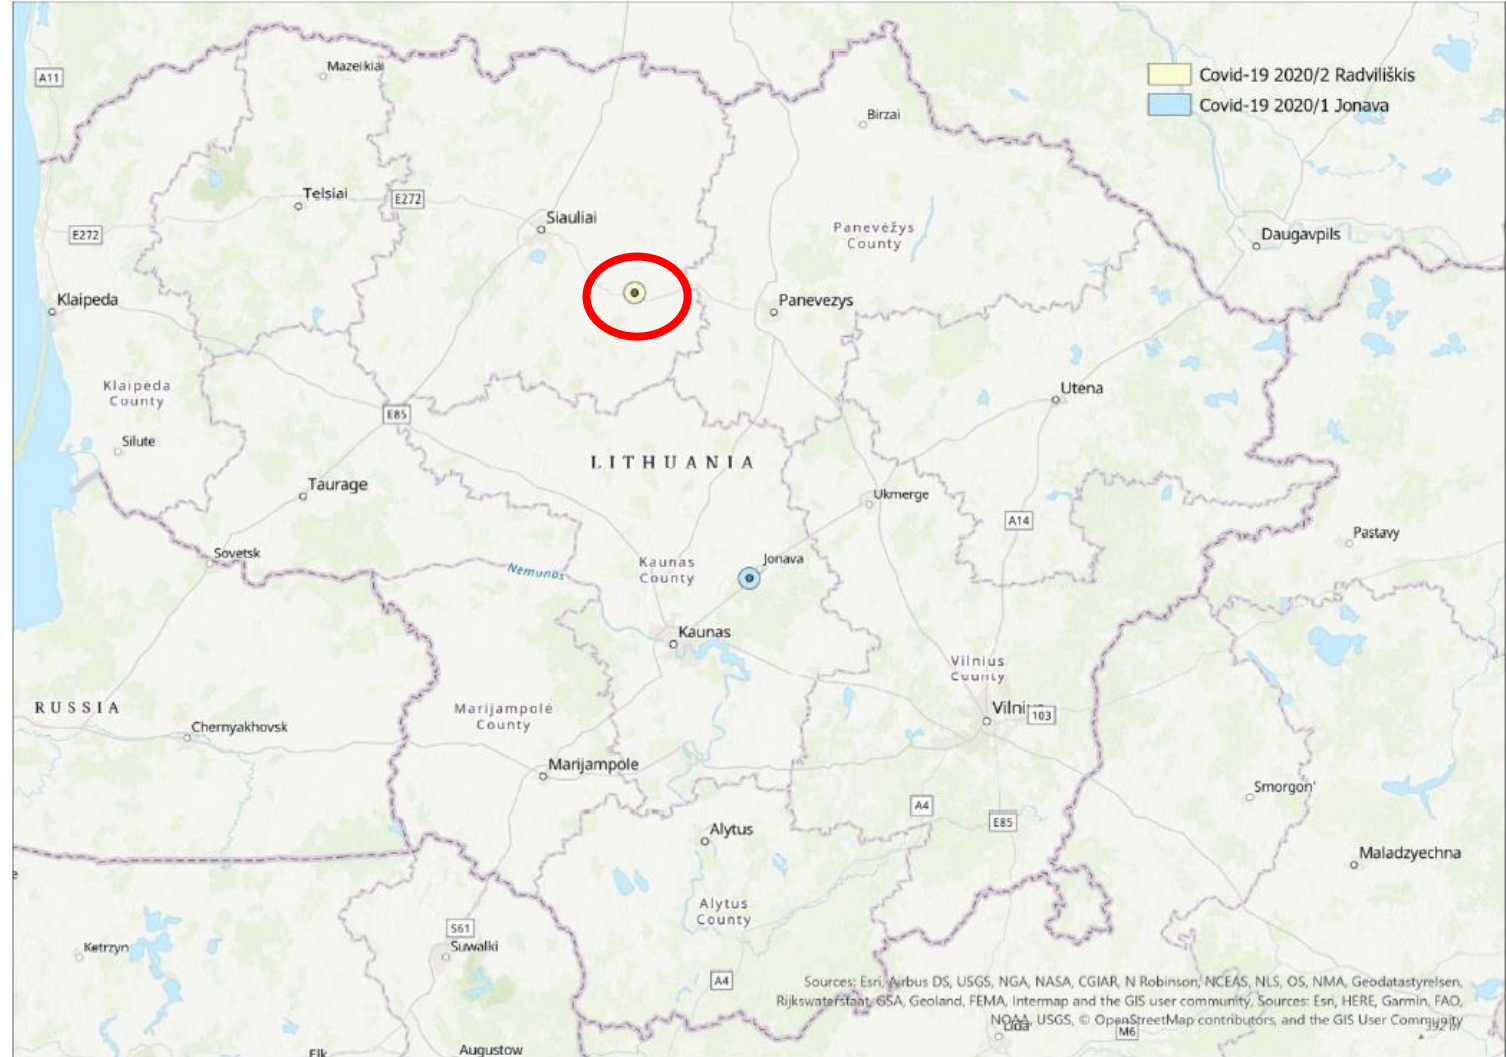 Mazeikiai
A11
Covid-19 2020/2 Radviliškis
Covid-19 2020/1 Jonava
Birzai
Telsiai
E272
Siauliai
E272
Panevėžys
County
Daugavpils
Klaipeda
Panevezys
Klaipėda
County
Utena
E85
Silute
LITHUANIA
Taurage
Ukmerge
A14
Pastavy
Sovetsk
Nemunas
Kaunas
County
Jonava
Kaunas
Vilnius
County
RUSSIA
Marijampolė
County
Chernyakhovsk
Vilnius
103
Marijampole
Smorgon'
A4
E85
Alytus
Maladzyechna
Alytus
County
S61
Suwalki
Ketrzyn
A4
Sources: Esri, Airbus DS, USGS, NGA, NASA, CGIAR, N Robinson, NCEAS, NLS, OS, NMA, Geodatastyrelsen,
Rijkswaterstaat, GSA, Geoland, FEMA, Intermap and the GIS user community, Sources: Esri, HERE, Garmin, FAO,
NOAA, USGS, © OpenStreetMap contributors, and the GIS User Community
Lida
M6
392 m
Elk
Augustow